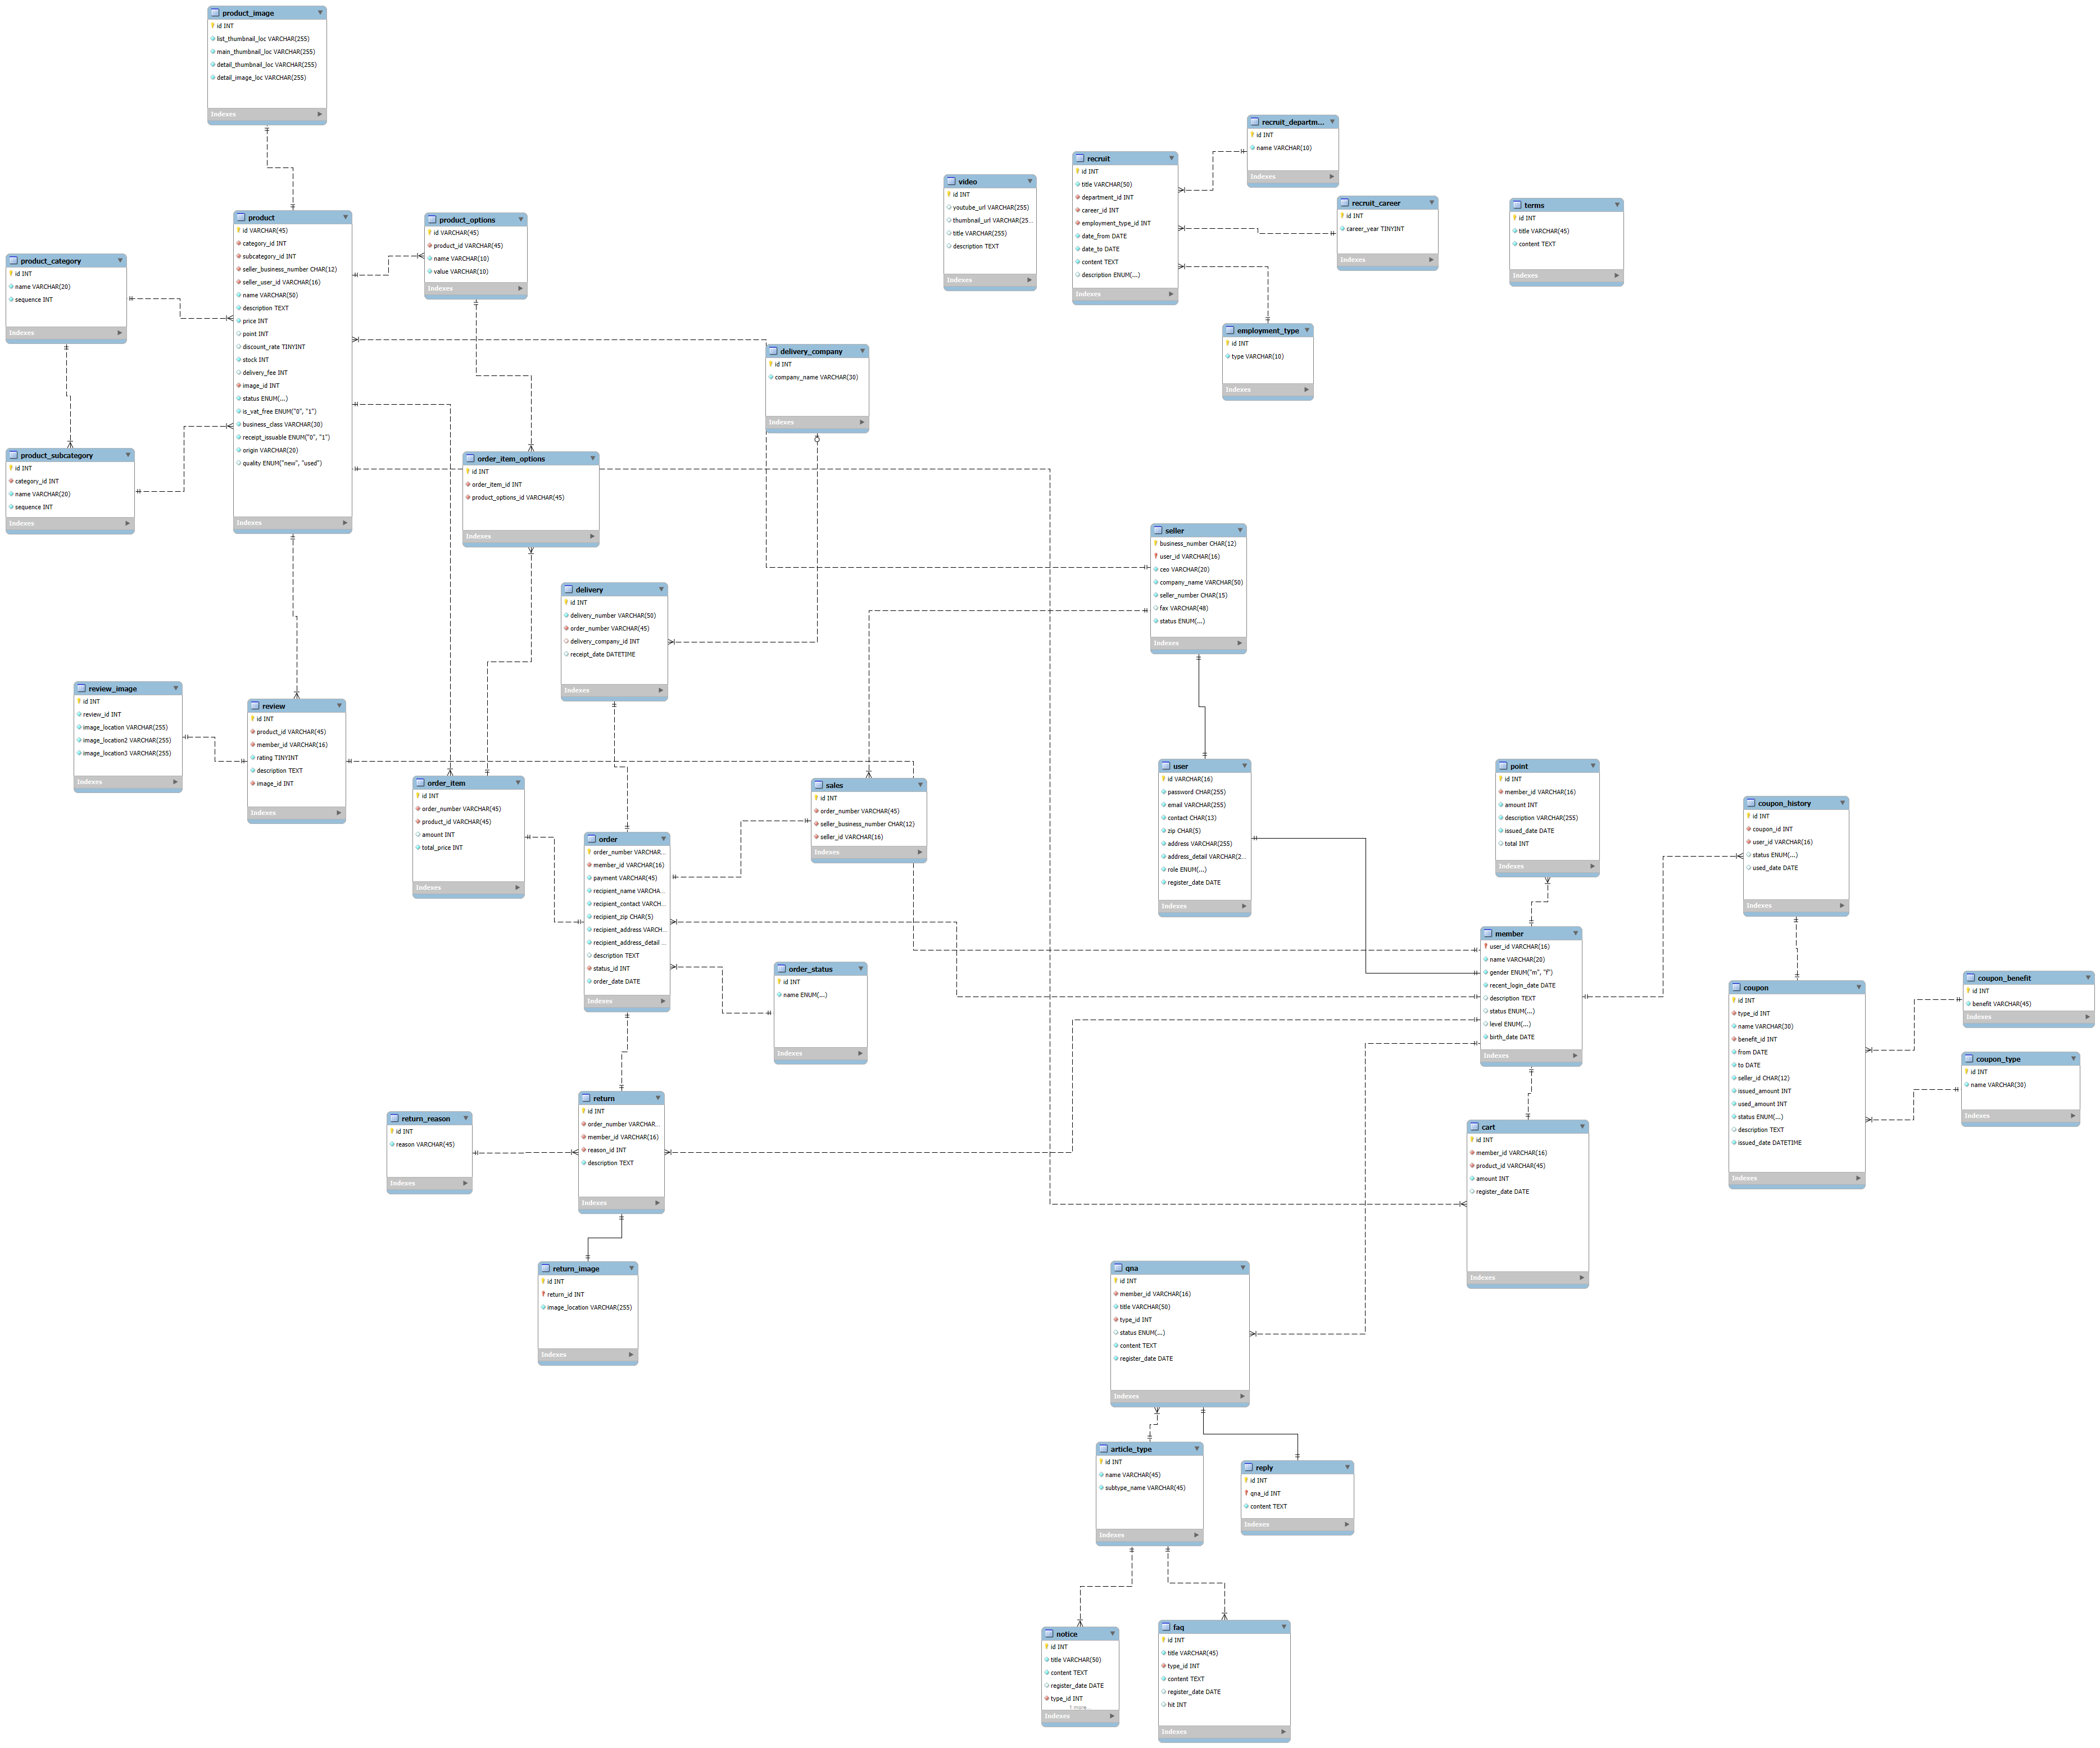 product_image
id INT
list_thumbnail_loc VARCHAR(255)
main_thumbnail_loc VARCHAR(255)
detail_thumbnail_loc VARCHAR(255)
detail_image_loc VARCHAR(255)
Indexes
product
id VARCHAR(45)
category_id INT
subcategory_id INT
seller_business_number CHAR(12)
seller_user_id VARCHAR(16)
name VARCHAR(50)
description TEXT
price INT
point INT
discount_rate TINYINT
stock INT
delivery_fee INT
image_id INT
status ENUM(...)
is_vat_free ENUM("0", "1")
business_class VARCHAR(30)
receipt_issuable ENUM("0", "1")
origin VARCHAR(20)
quality ENUM("new", "used")
Indexes
product_options
id VARCHAR(45)
product_id VARCHAR(45)
name VARCHAR(10)
value VARCHAR(10)
Indexes
product_category
id INT
name VARCHAR(20)
sequence INT
Indexes
product_subcategory
id INT
category_id INT
name VARCHAR(20)
sequence INT
Indexes
video
id INT
youtube_url VARCHAR(255)
thumbnail_url VARCHAR(25...
title VARCHAR(255)
description TEXT
Indexes
recruit
id INT
title VARCHAR(50)
department_id INT
career_id INT
employment_type_id INT
date_from DATE
date_to DATE
content TEXT
description ENUM(...)
Indexes
recruit_departm...
id INT
name VARCHAR(10)
Indexes
recruit_career
id INT
career_year TINYINT
Indexes
employment_type
id INT
type VARCHAR(10)
Indexes
terms
id INT
title VARCHAR(45)
content TEXT
Indexes
delivery_company
id INT
company_name VARCHAR(30)
Indexes
order_item_options
id INT
order_item_id INT
product_options_id VARCHAR(45)
Indexes
delivery
id INT
delivery_number VARCHAR(50)
order_number VARCHAR(45)
delivery_company_id INT
receipt_date DATETIME
Indexes
seller
business_number CHAR(12)
user_id VARCHAR(16)
ceo VARCHAR(20)
company_name VARCHAR(50)
seller_number CHAR(15)
fax VARCHAR(48)
status ENUM(...)
Indexes
review_image
id INT
review_id INT
image_location VARCHAR(255)
image_location2 VARCHAR(255)
image_location3 VARCHAR(255)
Indexes
review
id INT
product_id VARCHAR(45)
member_id VARCHAR(16)
rating TINYINT
description TEXT
image_id INT
Indexes
order_item
id INT
order_number VARCHAR(45)
product_id VARCHAR(45)
amount INT
total_price INT
Indexes
order
order_number VARCHAR...
member_id VARCHAR(16)
payment VARCHAR(45)
recipient_name VARCHA...
recipient_contact VARCH...
recipient_zip CHAR(5)
recipient_address VARCH...
recipient_address_detail ...
description TEXT
status_id INT
order_date DATE
Indexes
sales
id INT
order_number VARCHAR(45)
seller_business_number CHAR(12)
seller_id VARCHAR(16)
Indexes
order_status
id INT
name ENUM(...)
Indexes
user
id VARCHAR(16)
password CHAR(255)
email VARCHAR(255)
contact CHAR(13)
zip CHAR(5)
address VARCHAR(255)
address_detail VARCHAR(2...
role ENUM(...)
register_date DATE
Indexes
point
id INT
member_id VARCHAR(16)
amount INT
description VARCHAR(255)
issued_date DATE
total INT
Indexes
member
user_id VARCHAR(16)
name VARCHAR(20)
gender ENUM("m", "f")
recent_login_date DATE
description TEXT
status ENUM(...)
level ENUM(...)
birth_date DATE
Indexes
coupon_history
id INT
coupon_id INT
user_id VARCHAR(16)
status ENUM(...)
used_date DATE
Indexes
coupon
id INT
type_id INT
name VARCHAR(30)
benefit_id INT
from DATE
to DATE
seller_id CHAR(12)
issued_amount INT
used_amount INT
status ENUM(...)
description TEXT
issued_date DATETIME
Indexes
coupon_benefit
id INT
benefit VARCHAR(45)
Indexes
coupon_type
id INT
name VARCHAR(30)
Indexes
return_reason
id INT
reason VARCHAR(45)
Indexes
return
id INT
order_number VARCHAR...
member_id VARCHAR(16)
reason_id INT
description TEXT
Indexes
return_image
id INT
return_id INT
image_location VARCHAR(255)
Indexes
cart
id INT
member_id VARCHAR(16)
product_id VARCHAR(45)
amount INT
register_date DATE
Indexes
qna
id INT
member_id VARCHAR(16)
title VARCHAR(50)
type_id INT
status ENUM(...)
content TEXT
register_date DATE
Indexes
article_type
id INT
name VARCHAR(45)
subtype_name VARCHAR(45)
Indexes
reply
id INT
qna_id INT
content TEXT
Indexes
notice
id INT
title VARCHAR(50)
content TEXT
register_date DATE
type_id INT
1 more
Indexes
faq
id INT
title VARCHAR(45)
type_id INT
content TEXT
register_date DATE
hit INT
Indexes